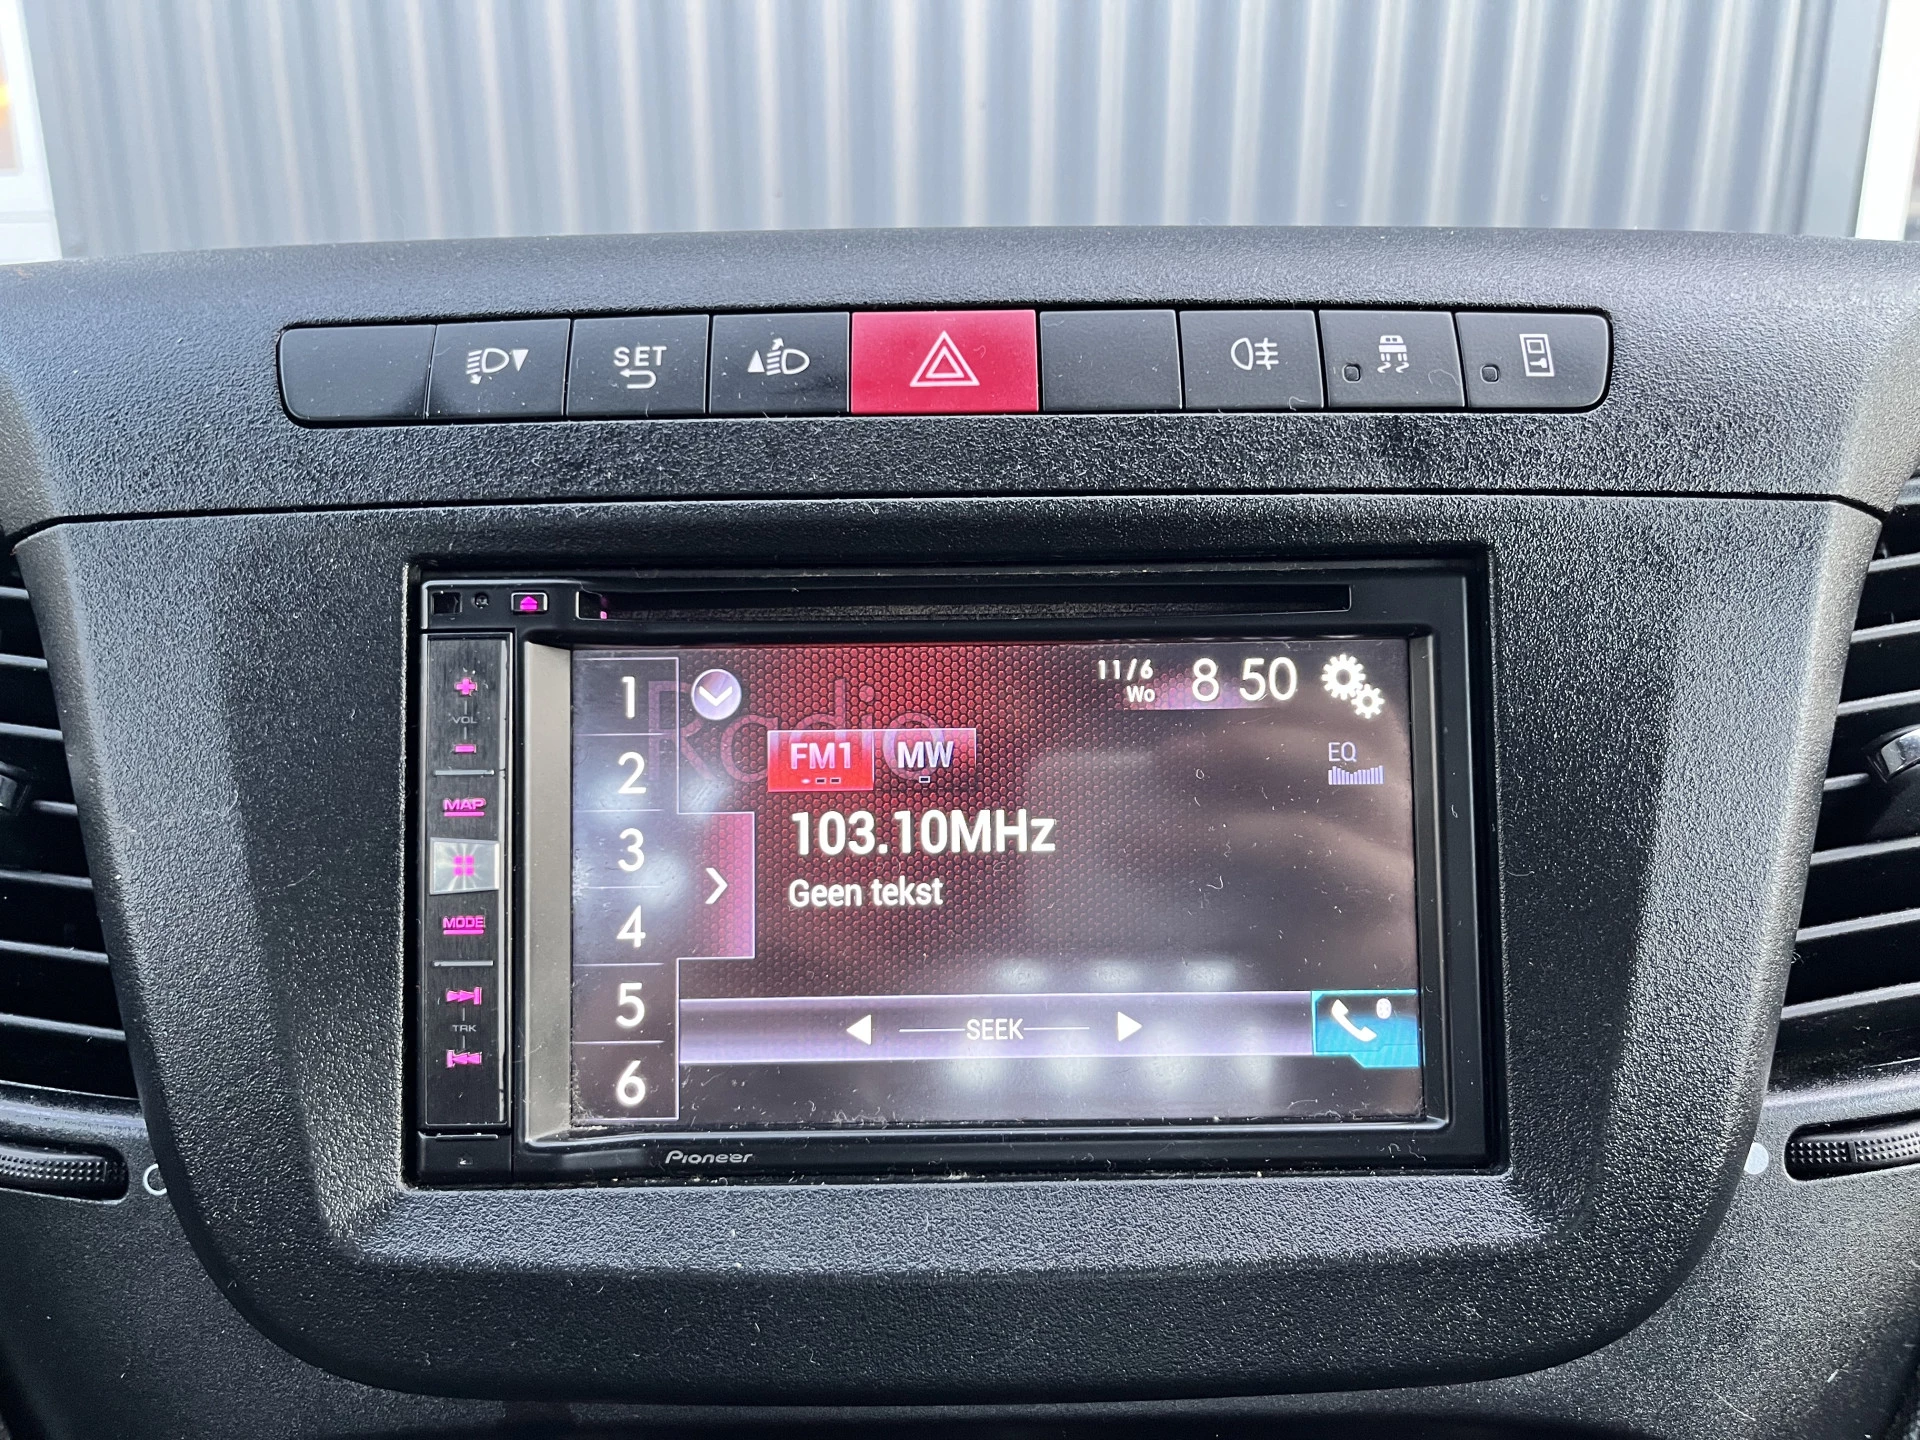 SET
VOL
MAP
MODE
TRK
1
2
3
4
5
6
Radio
11/6
Wo
8 50
FM1
MW
EQ
103.10MHz
Geen tekst
SEEK
Pioneer